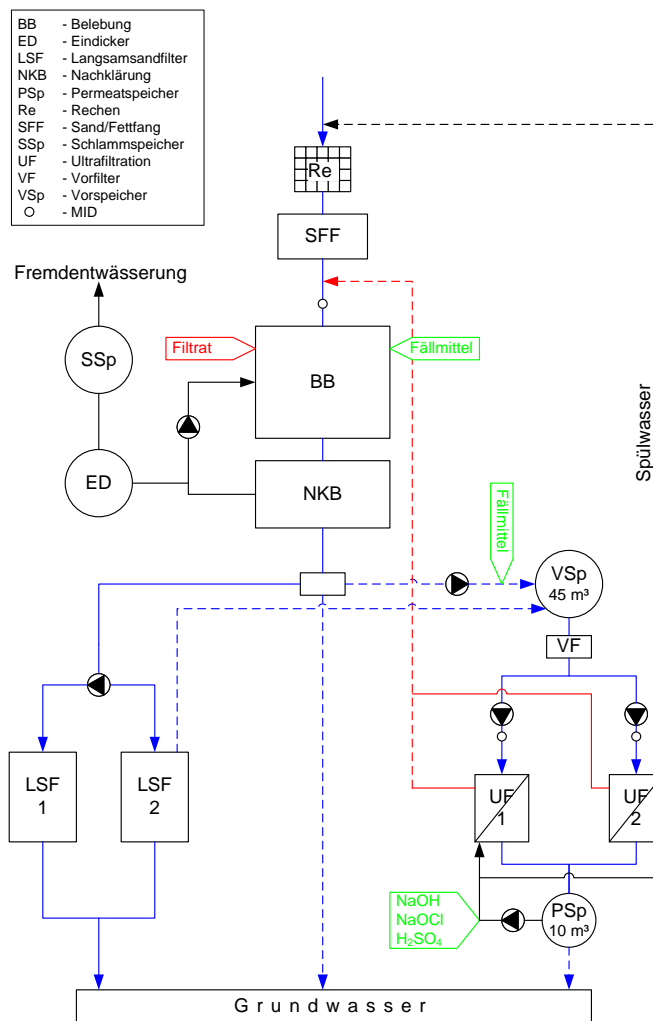 BB - Belebung
ED - Eindicker
LSF - Langsamsandfilter
NKB - Nachklärung
PSp - Permeatspeicher
Re - Rechen
SFF - Sand/Fettfang
SSp - Schlammspeicher
UF - Ultrafiltration
VF - Vorfilter
VSp - Vorspeicher
- MID
Re
SFF
Fremdentwässerung
SSp
Filtrat
Fällmittel
BB
ED
NKB
Spülwasser
Fällmittel
VSp
45 m³
VF
LSF
1
LSF
2
UF
1
UF
2
NaOH
NaOCl
H₂SO₄
PSp
10 m³
Grundwasser